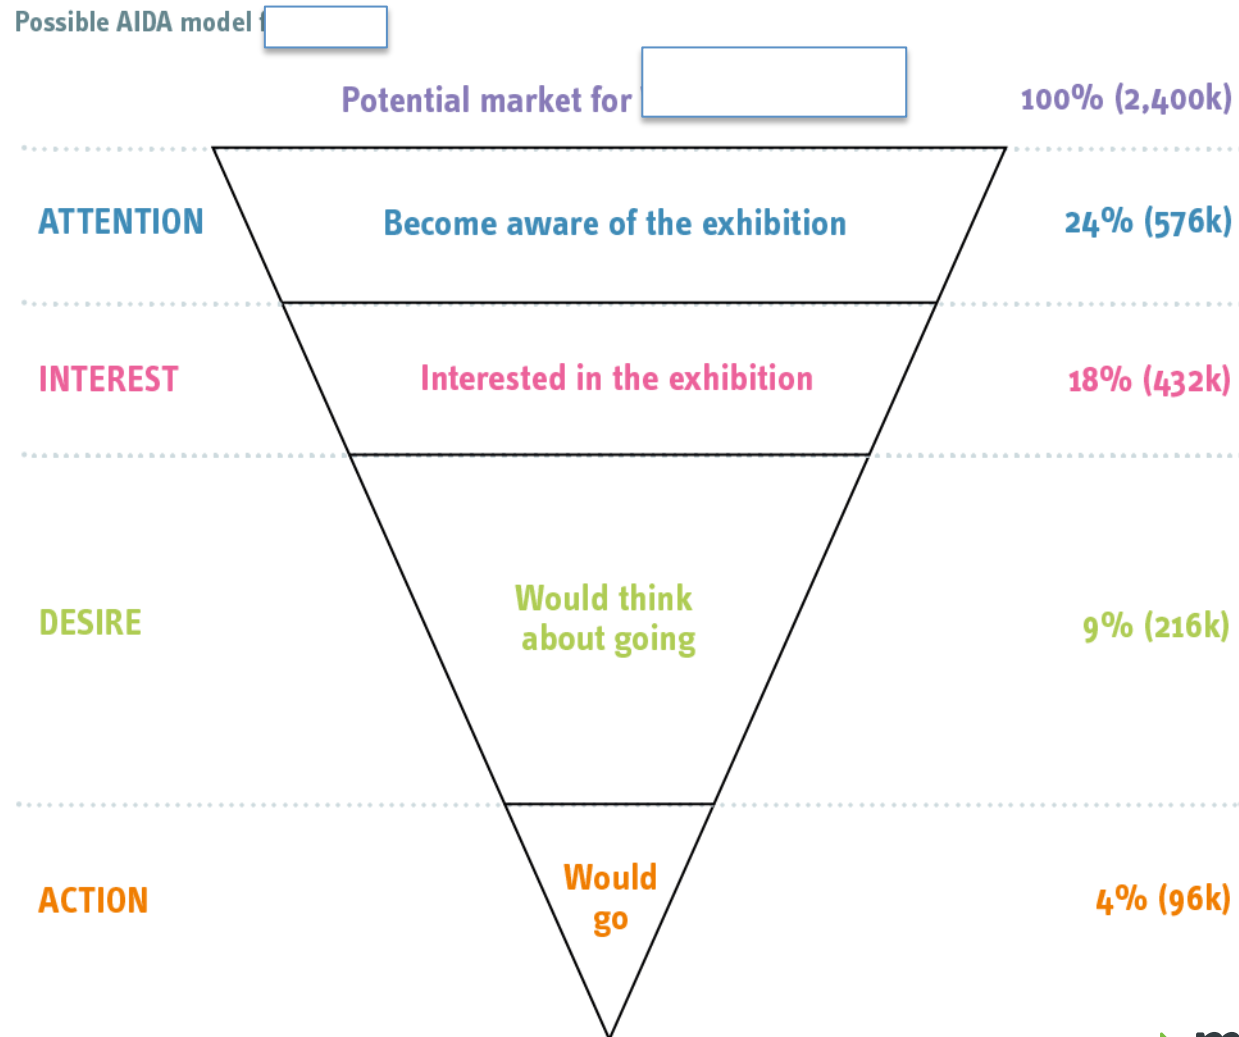 Possible AIDA model
Potential market for
100% (2,400k)
ATTENTION
Become aware of the exhibition
24% (576k)
INTEREST
Interested in the exhibition
18% (432k)
DESIRE
Would think
about going
9% (216k)
ACTION
Would
go
4% (96k)